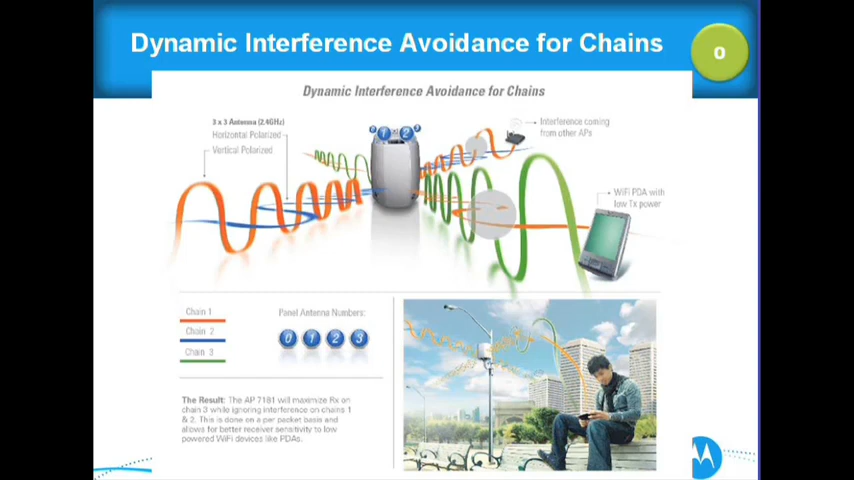 Dynamic Interference Avoidance for Chains
0
Dynamic Interference Avoidance for Chains
3 x 3 Antenna (2.4GHz)
Horizontal Polarized
Vertical Polarized
1 2 3
Interference coming
from other APs
WiFi PDA with
low Tx power
Chain 1
Chain 2
Chain 3
Panel Antenna Numbers:
0 1 2 3
The Result: The AP 7181 will maximize Rx on
chain 3 while ignoring interference on chains 1
& 2. This is done on a per packet basis and
allows for better receiver sensitivity to low
powered WiFi devices like PDAs.